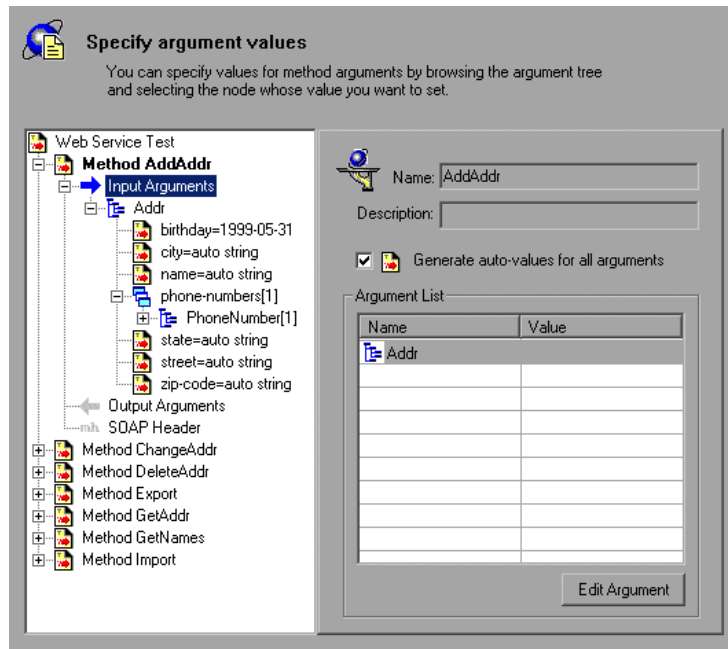 Specify argument values
You can specify values for method arguments by browsing the argument tree
and selecting the node whose value you want to set.
Web Service Test
Method AddAddr
Input Arguments
Addr
birthday=1999-05-31
city=auto string
name=auto string
phone-numbers[1]
PhoneNumber[1]
state=auto string
street=auto string
zip-code=auto string
Output Arguments
SOAP Header
Method ChangeAddr
Method DeleteAddr
Method Export
Method GetAddr
Method GetNames
Method Import
Name: AddAddr
Description:
Generate auto-values for all arguments
Argument List
Name Value
Addr
Edit Argument